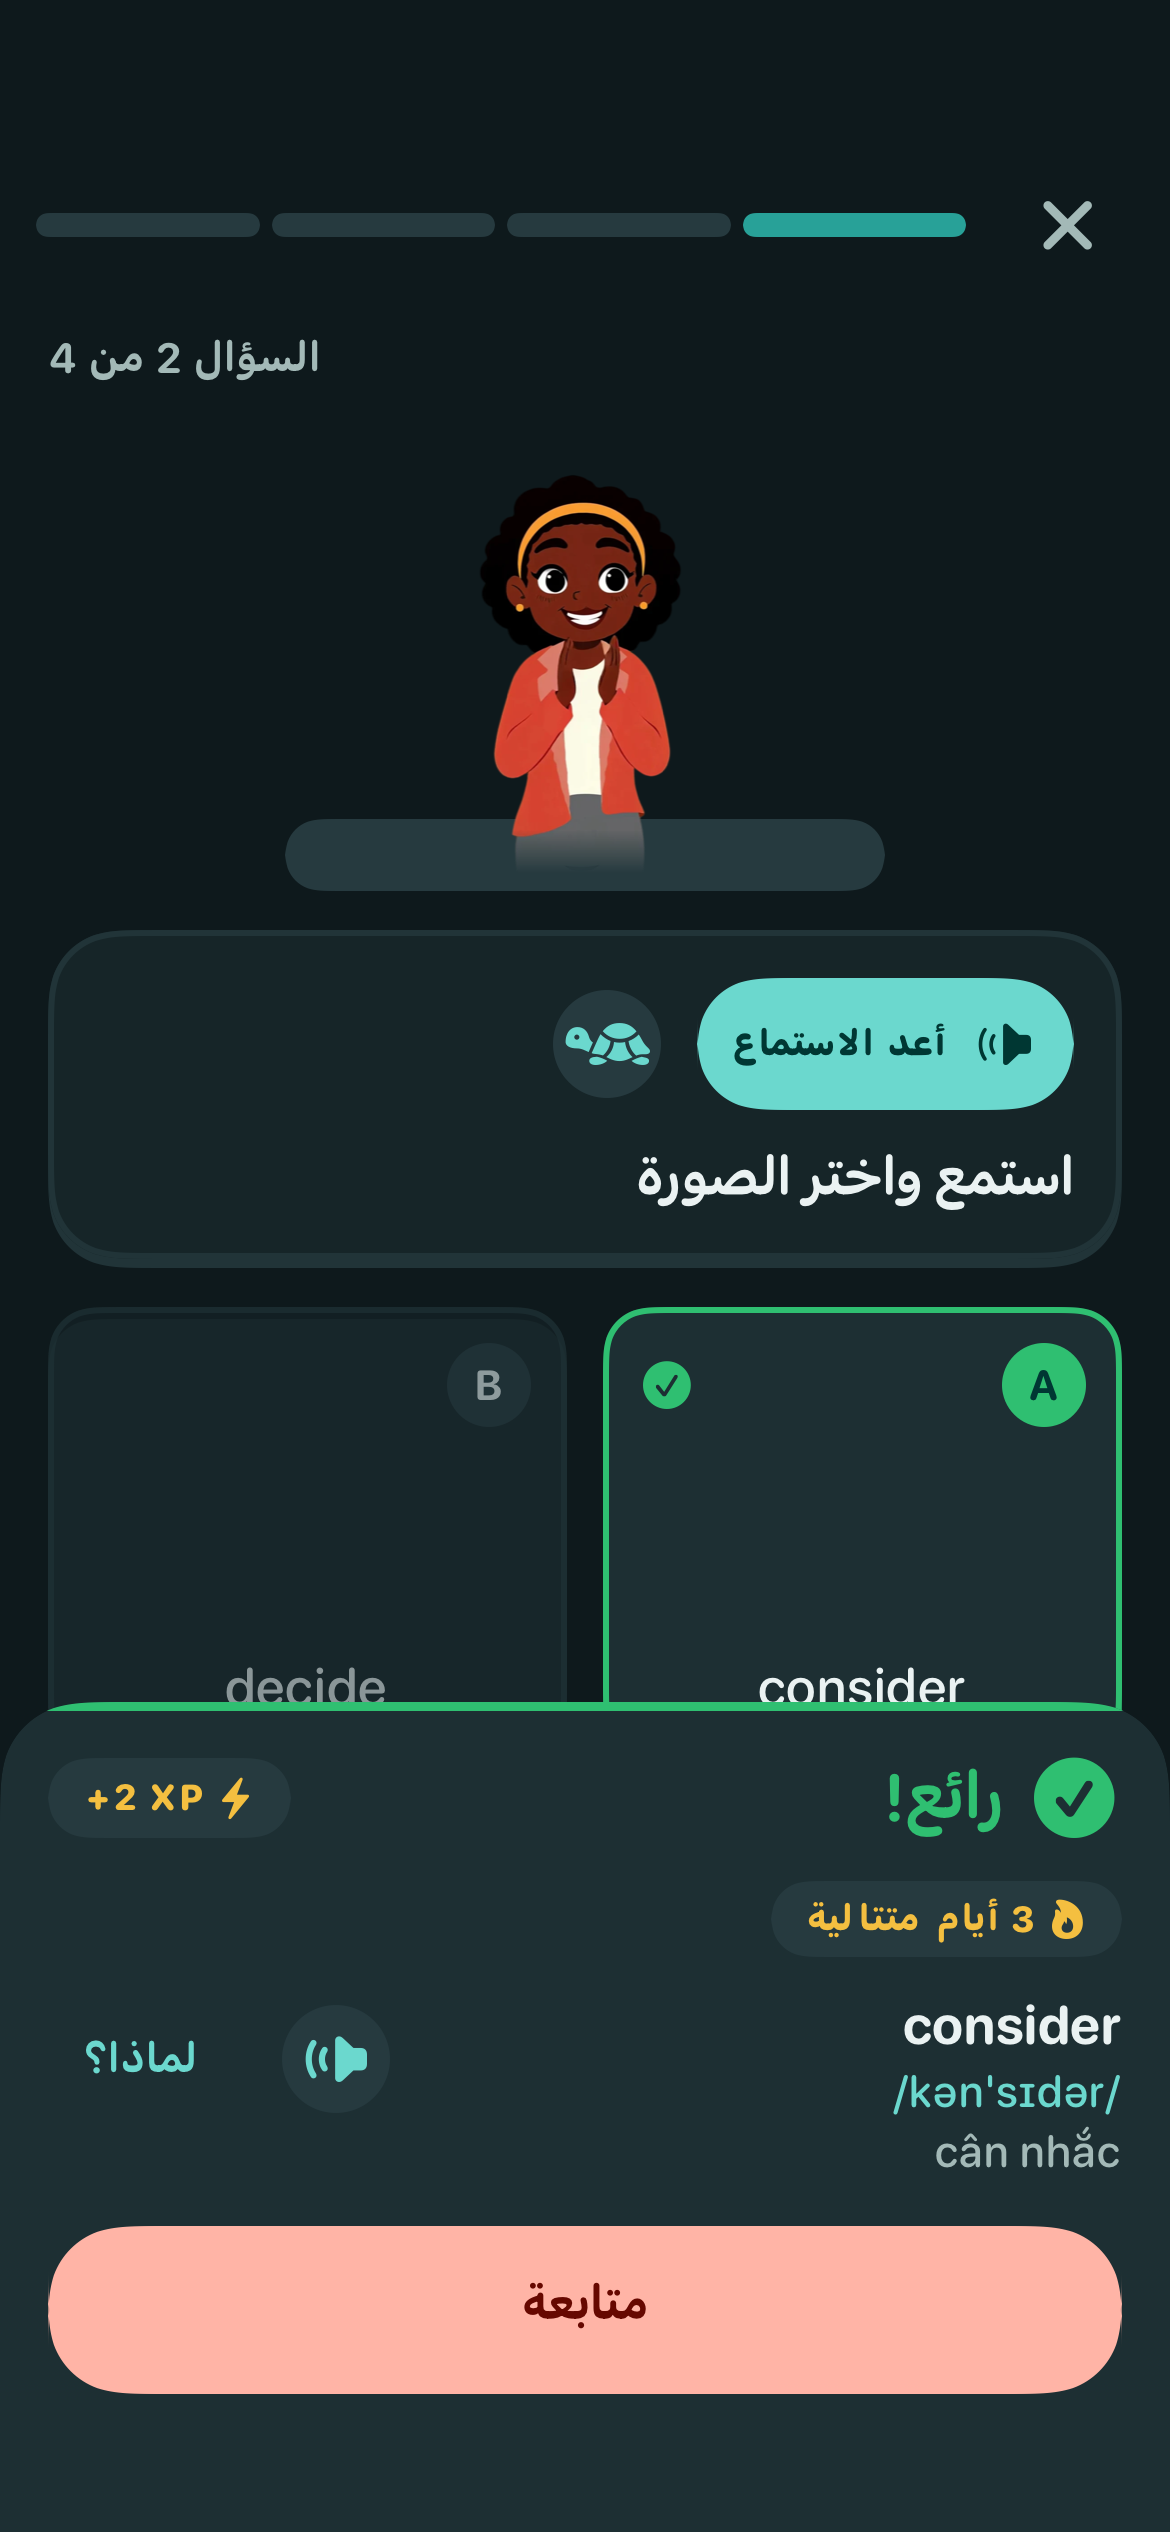 السؤال 2 من 4
أعد الاستماع
استمع واختر الصورة
A
B
consider
decide
رائع!
+2 XP
3 أيام متتالية
consider
/kən'sɪdər/
cân nhắc
لماذا؟
متابعة